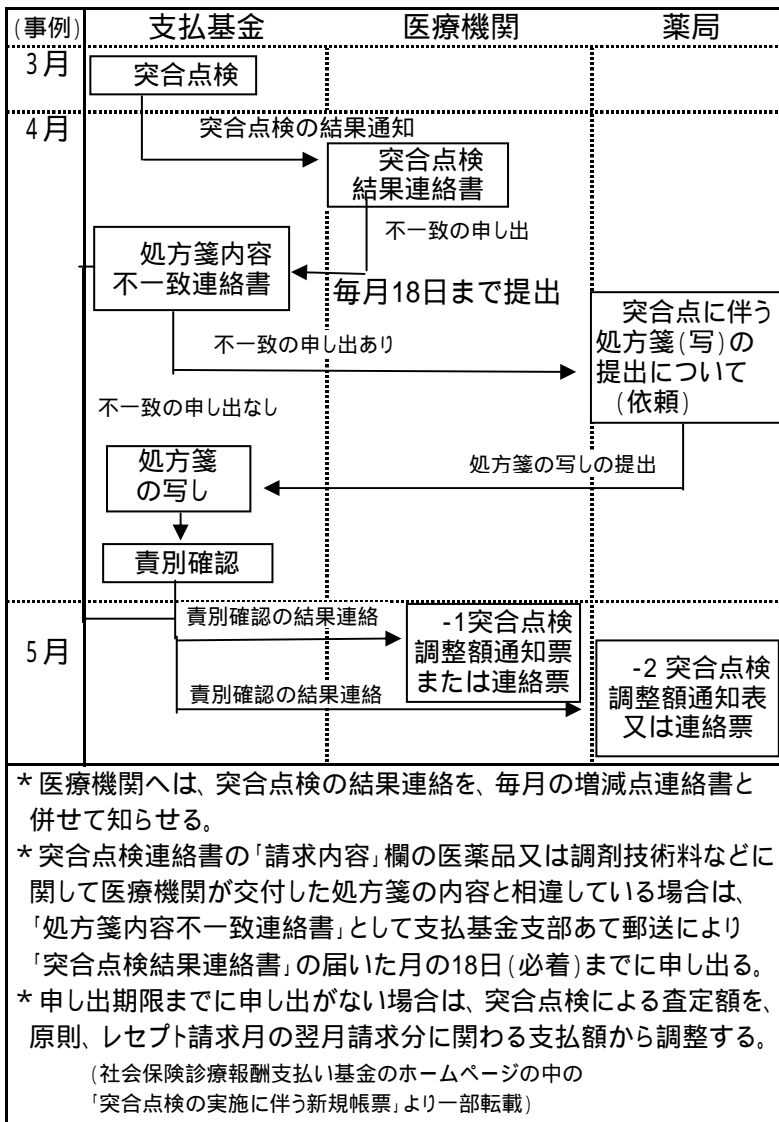 (事例) 支払基金 医療機関 薬局
3月
突合点検
4月
突合点検の結果通知
突合点検
結果連絡書
不一致の申し出
処方箋内容
不一致連絡書
毎月18日まで提出
突合点に伴う
処方箋(写)の
提出について
(依頼)
不一致の申し出あり
不一致の申し出なし
処方箋
の写し
処方箋の写しの提出
責別確認
5月
責別確認の結果連絡
-1突合点検
調整額通知票
または連絡票
責別確認の結果連絡
-2 突合点検
調整額通知表
又は連絡票
*医療機関へは、突合点検の結果連絡を、毎月の増減点連絡書と
併せて知らせる。
*突合点検連絡書の「請求内容」欄の医薬品又は調剤技術料などに
関して医療機関が交付した処方箋の内容と相違している場合は、
「処方箋内容不一致連絡書」として支払基金支部あて郵送により
「突合点検結果連絡書」の届いた月の18日(必着)までに申し出る。
*申し出期限までに申し出がない場合は、突合点検による査定額を、
原則、レセプト請求月の翌月請求分に関わる支払額から調整する。
(社会保険診療報酬支払い基金のホームページの中の
「突合点検の実施に伴う新規帳票」より一部転載)